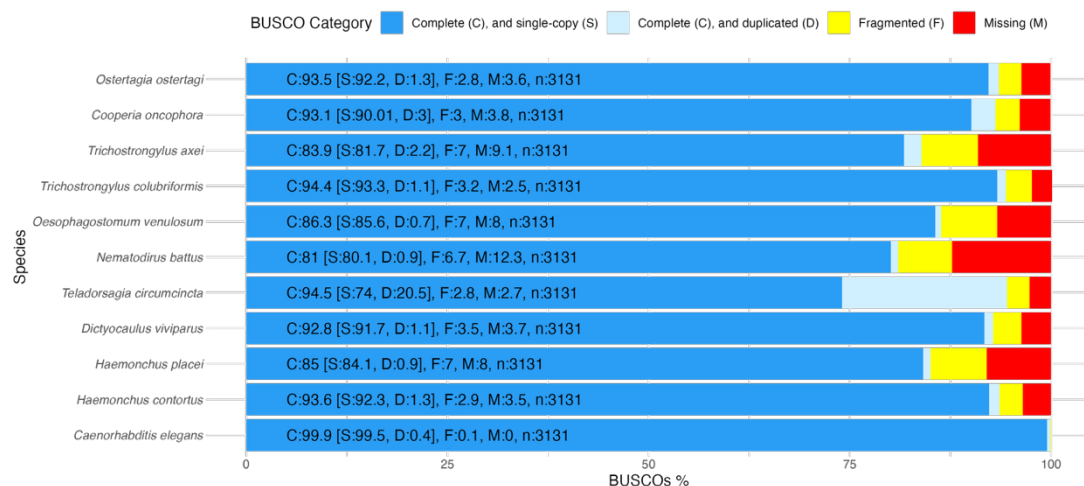 BUSCO Category Complete (C), and single-copy (S) Complete (C), and duplicated (D) Fragmented (F) Missing (M)
Species
Ostertagia ostertagi C:93.5 [S:92.2, D:1.3], F:2.8, M:3.6, n:3131
Cooperia oncophora C:93.1 [S:90.01, D:3], F:3, M:3.8, n:3131
Trichostrongylus axei C:83.9 [S:81.7, D:2.2], F:7, M:9.1, n:3131
Trichostrongylus colubriformis C:94.4 [S:93.3, D:1.1], F:3.2, M:2.5, n:3131
Oesophagostomum venulosum C:86.3 [S:85.6, D:0.7], F:7, M:8, n:3131
Nematodirus battus C:81 [S:80.1, D:0.9], F:6.7, M:12.3, n:3131
Teladorsagia circumcincta C:94.5 [S:74, D:20.5], F:2.8, M:2.7, n:3131
Dictyocaulus viviparus C:92.8 [S:91.7, D:1.1], F:3.5, M:3.7, n:3131
Haemonchus placei C:85 [S:84.1, D:0.9], F:7, M:8, n:3131
Haemonchus contortus C:93.6 [S:92.3, D:1.3], F:2.9, M:3.5, n:3131
Caenorhabditis elegans C:99.9 [S:99.5, D:0.4], F:0.1, M:0, n:3131
0 25 50 75 100
BUSCOs %